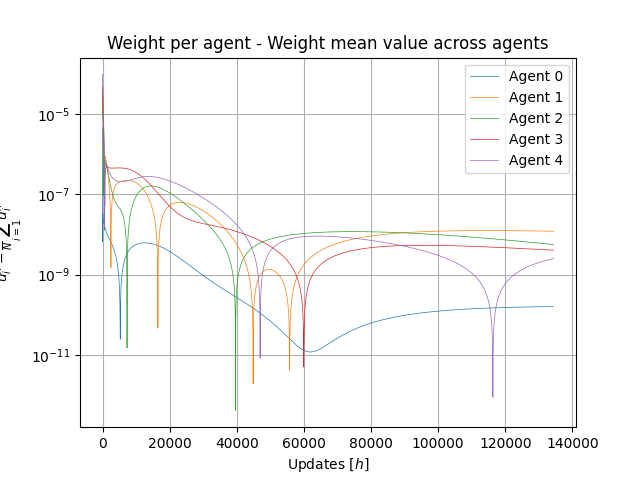 Weight per agent - Weight mean value across agents
10⁻⁵
10⁻⁷
10⁻⁹
10⁻¹¹
0 20000 40000 60000 80000 100000 120000 140000
Updates [h]
Agent 0
Agent 1
Agent 2
Agent 3
Agent 4